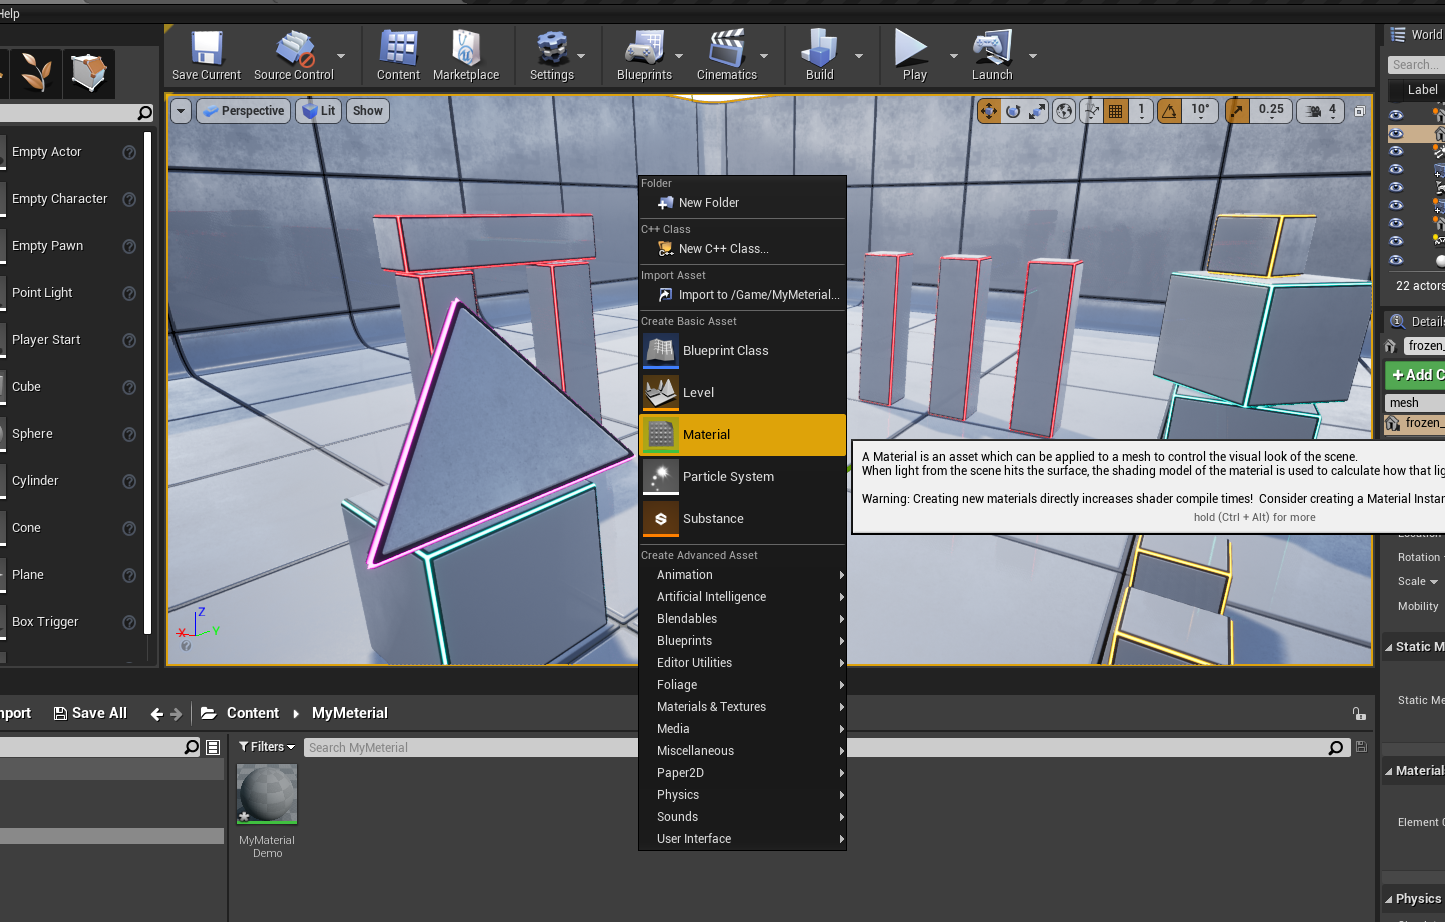 Help
Save Current
Source Control
Content
Marketplace
Settings
Blueprints
Cinematics
Build
Play
Launch
World
Search...
Label
Perspective
Lit
Show
1
10°
0.25
4
Empty Actor
Empty Character
Empty Pawn
Point Light
Player Start
Cube
Sphere
Cylinder
Cone
Plane
Box Trigger
Z
X
Y
Folder
New Folder
C++ Class
New C++ Class...
Import Asset
Import to /Game/MyMeterial...
Create Basic Asset
Blueprint Class
Level
Material
Particle System
Substance
Create Advanced Asset
Animation
Artificial Intelligence
Blendables
Blueprints
Editor Utilities
Foliage
Materials & Textures
Media
Miscellaneous
Paper2D
Physics
Sounds
User Interface
A Material is an asset which can be applied to a mesh to control the visual look of the scene.
When light from the scene hits the surface, the shading model of the material is used to calculate how that lig
Warning: Creating new materials directly increases shader compile times! Consider creating a Material Instan
hold (Ctrl + Alt) for more
22 actors
Details
frozen_
+ Add C
mesh
frozen_
Rotation
Scale
Mobility
Static M
Static Me
Materials
Element
Physics
nport
Save All
Content
MyMeterial
Filters
Search MyMeterial
MyMaterial
Demo